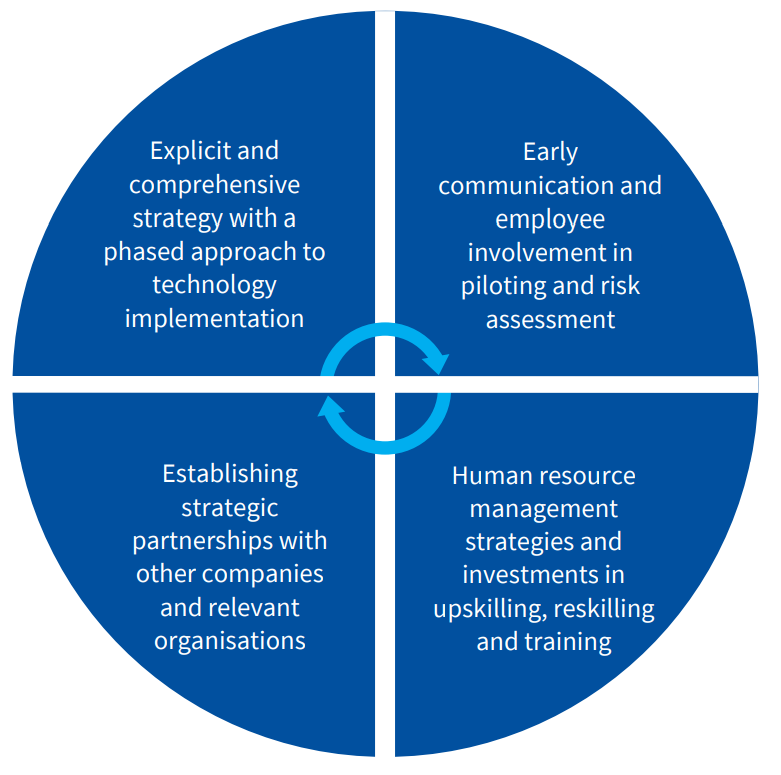 Explicit and
comprehensive
strategy with a
phased approach to
technology
implementation
Early
communication and
employee
involvement in
piloting and risk
assessment
Establishing
strategic
partnerships with
other companies
and relevant
organisations
Human resource
management
strategies and
investments in
upskilling, reskilling
and training